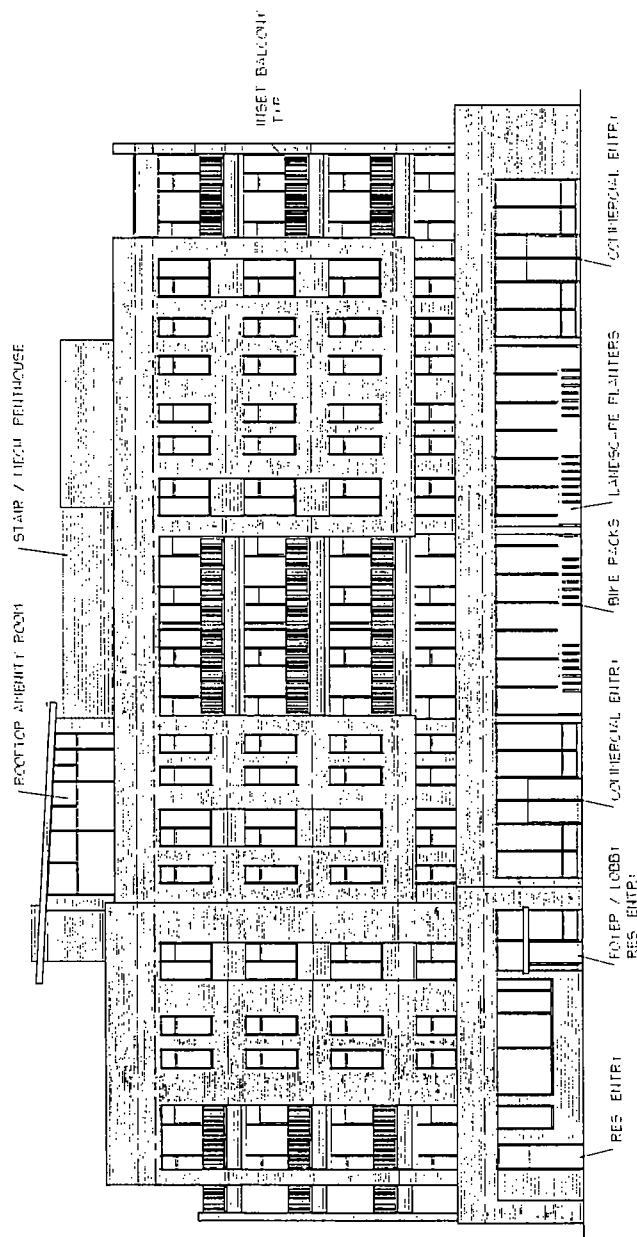 ROOFTOP AMENITY ROOM
STAIR / MECH PENTHOUSE
INSET BALCONY
TYP
RES ENTRY
FOYER / LOBBY
RES ENTRY
COMMERCIAL ENTRY
BIKE RACKS
LANDSCAPE PLANTERS
COMMERCIAL ENTRY